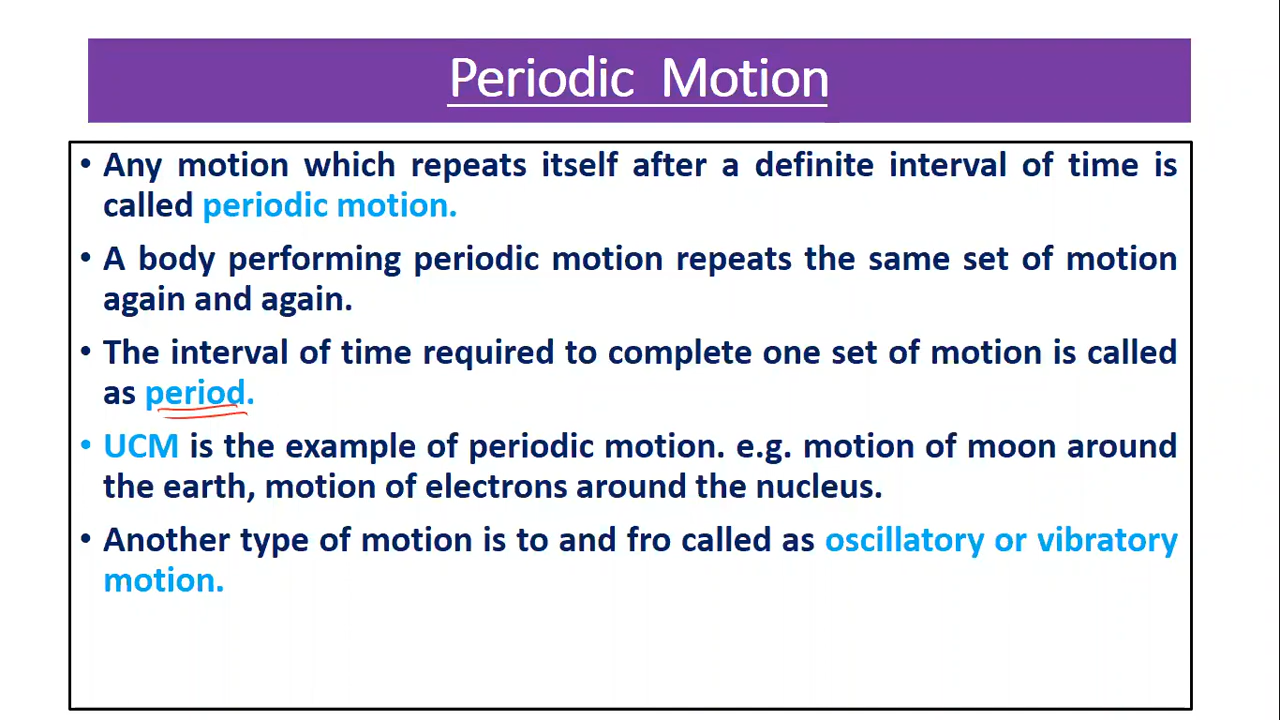 Periodic Motion
• Any motion which repeats itself after a definite interval of time is
called periodic motion.
• A body performing periodic motion repeats the same set of motion
again and again.
• The interval of time required to complete one set of motion is called
as period.
• UCM is the example of periodic motion. e.g. motion of moon around
the earth, motion of electrons around the nucleus.
• Another type of motion is to and fro called as oscillatory or vibratory
motion.